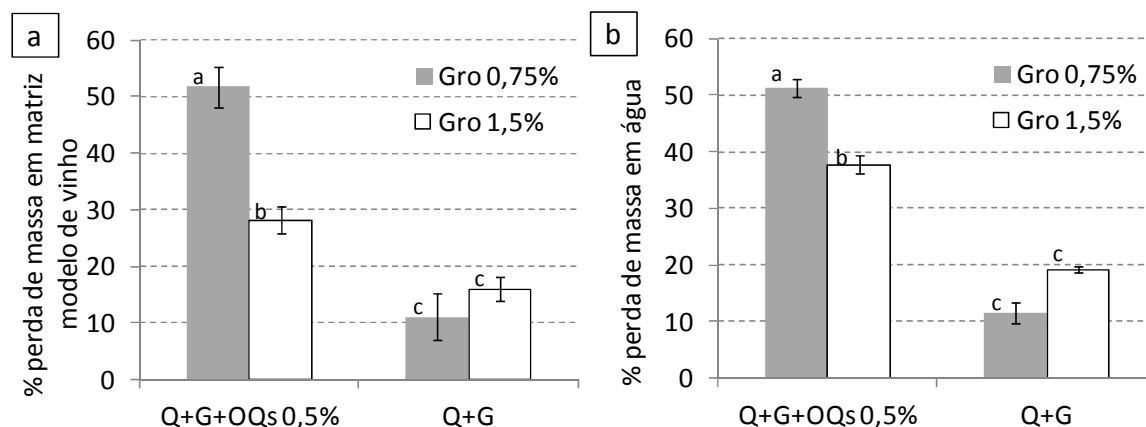 a
% perda de massa em matriz
modelo de vinho
60
50
40
30
20
10
0
Gro 0,75%
Gro 1,5%
a
b
c
c
Q+G+OQs 0,5%
Q+G
b
% perda de massa em água
60
50
40
30
20
10
0
Gro 0,75%
Gro 1,5%
a
b
c
c
Q+G+OQs 0,5%
Q+G